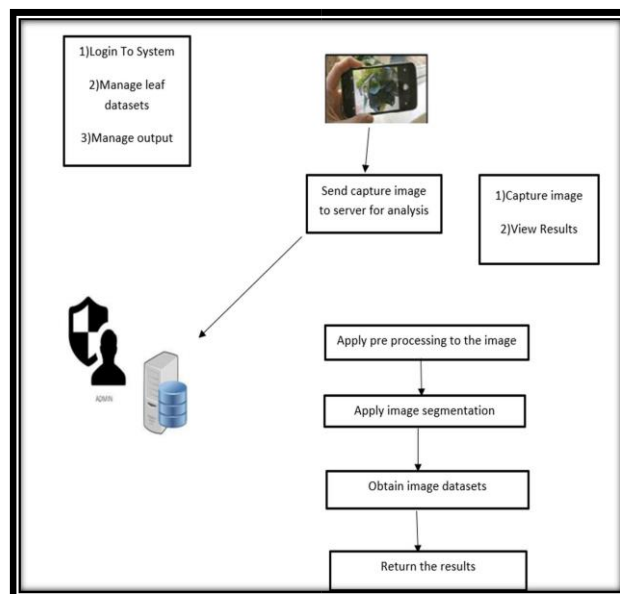 1)Login To System
2)Manage leaf
datasets
3)Manage output
Send capture image
to server for analysis
1)Capture image
2)View Results
ADMIN
Apply pre processing to the image
Apply image segmentation
Obtain image datasets
Return the results